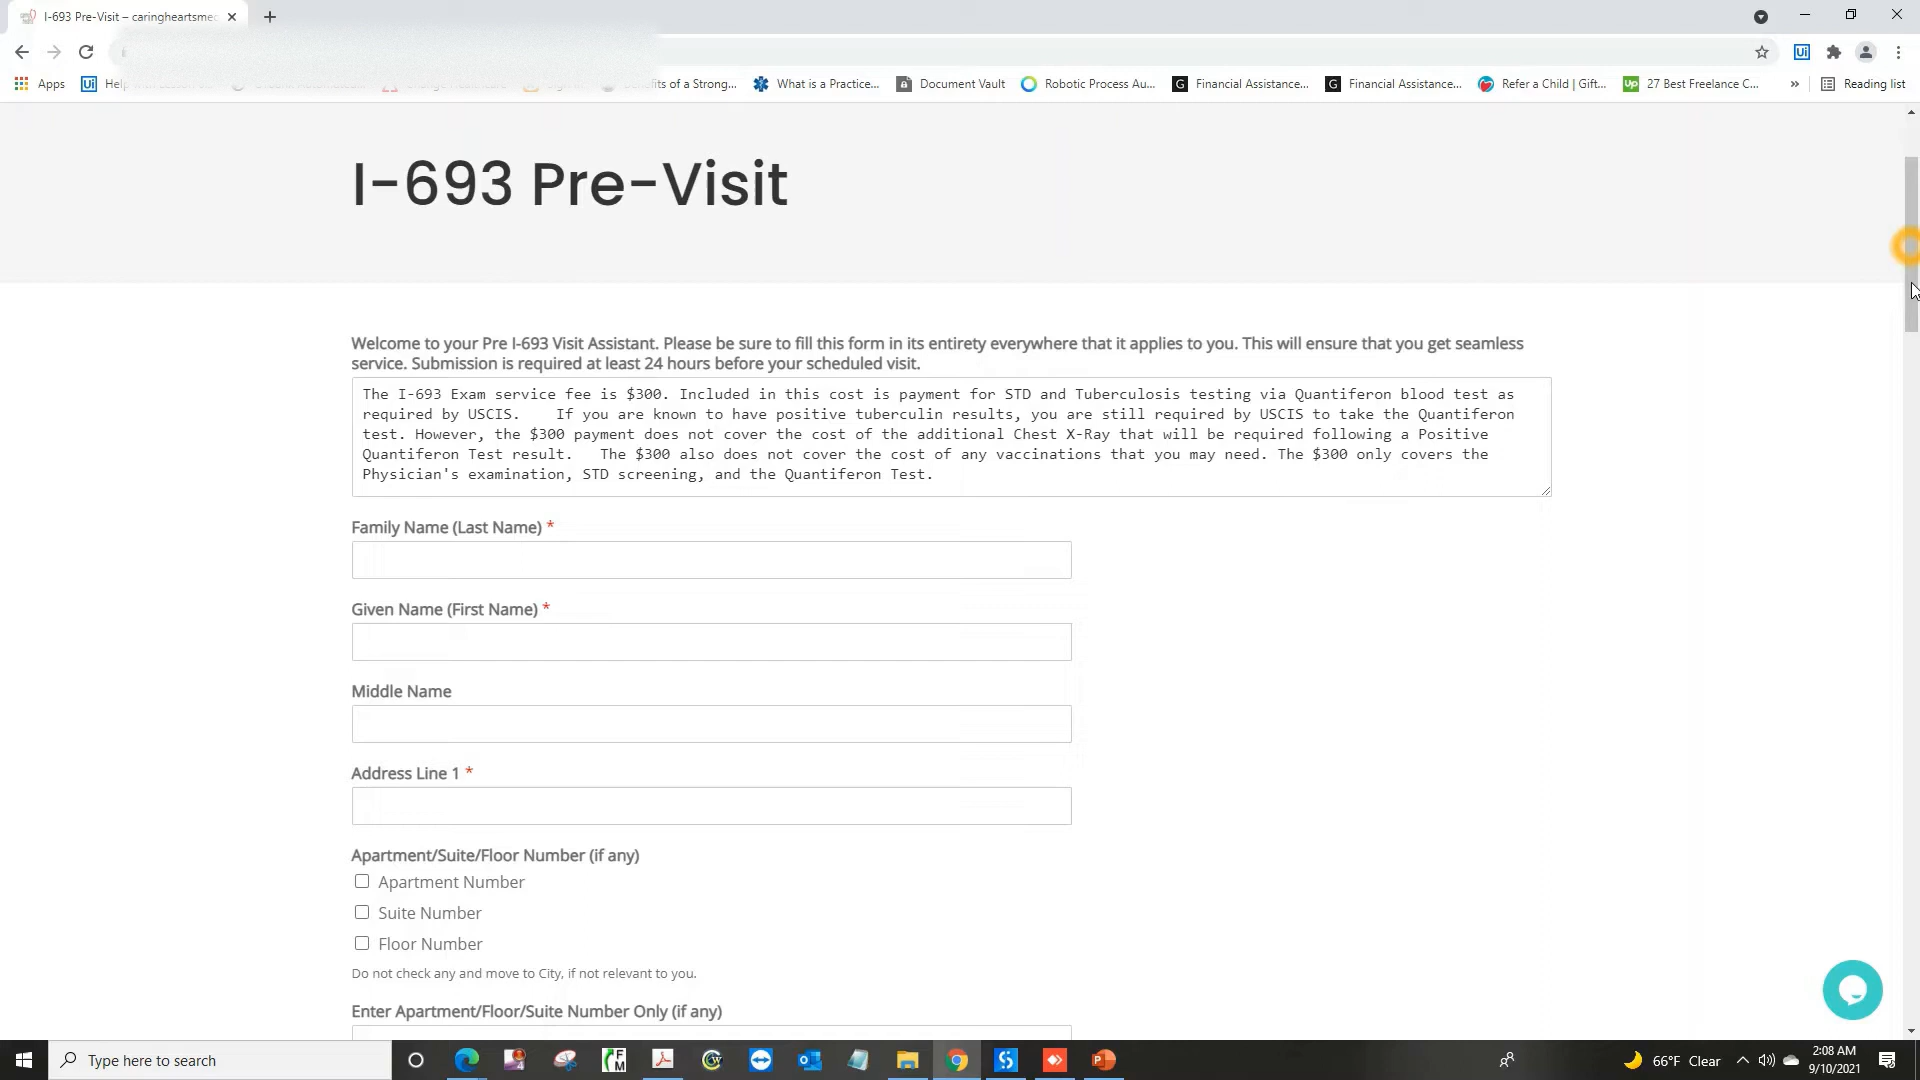 I-693 Pre-Visit – caringheartsmed
Apps
What is a Practice...
Document Vault
Robotic Process Au...
Financial Assistance...
Financial Assistance...
Refer a Child | Gift...
27 Best Freelance C...
Reading list
I-693 Pre-Visit
Welcome to your Pre I-693 Visit Assistant. Please be sure to fill this form in its entirety everywhere that it applies to you. This will ensure that you get seamless
service. Submission is required at least 24 hours before your scheduled visit.
The I-693 Exam service fee is $300. Included in this cost is payment for STD and Tuberculosis testing via Quantiferon blood test as
required by USCIS.    If you are known to have positive tuberculin results, you are still required by USCIS to take the Quantiferon
test. However, the $300 payment does not cover the cost of the additional Chest X-Ray that will be required following a Positive
Quantiferon Test result.   The $300 also does not cover the cost of any vaccinations that you may need. The $300 only covers the
Physician's examination, STD screening, and the Quantiferon Test.
Family Name (Last Name) *
Given Name (First Name) *
Middle Name
Address Line 1 *
Apartment/Suite/Floor Number (if any)
Apartment Number
Suite Number
Floor Number
Do not check any and move to City, if not relevant to you.
Enter Apartment/Floor/Suite Number Only (if any)
Type here to search
66°F Clear
2:08 AM
9/10/2021